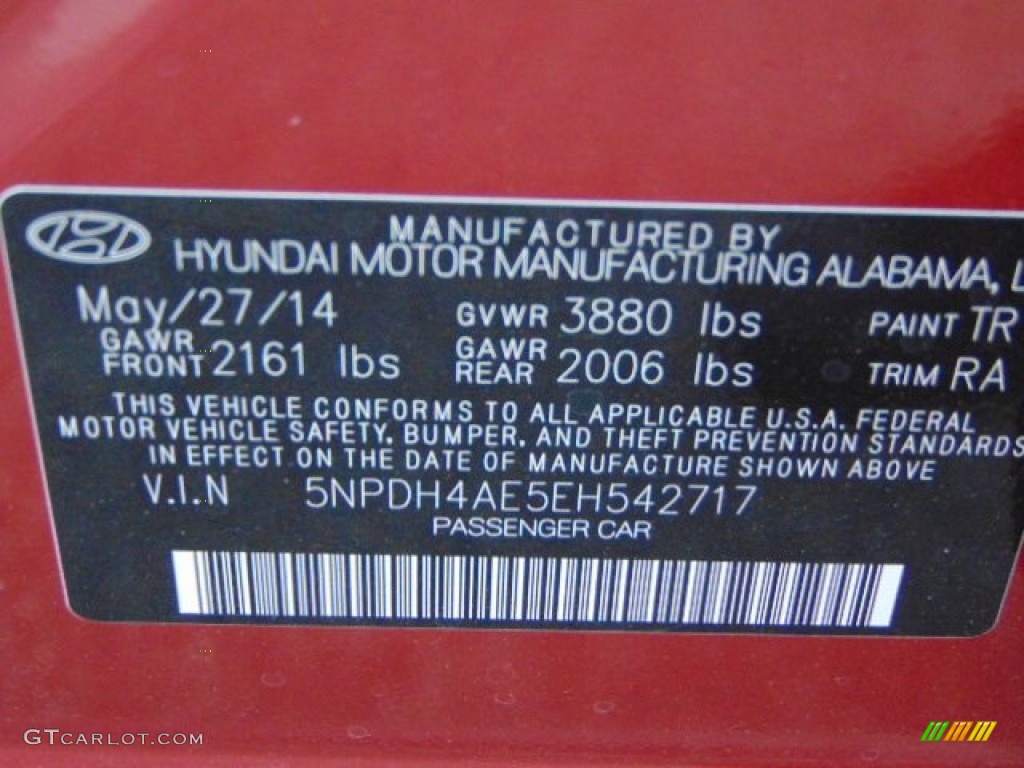 MANUFACTURED BY
HYUNDAI MOTOR MANUFACTURING ALABAMA, L
May/27/14 GVWR 3880 lbs PAINT TR
GAWR FRONT 2161 lbs GAWR REAR 2006 lbs TRIM RA
THIS VEHICLE CONFORMS TO ALL APPLICABLE U.S.A. FEDERAL
MOTOR VEHICLE SAFETY, BUMPER, AND THEFT PREVENTION STANDARDS
IN EFFECT ON THE DATE OF MANUFACTURE SHOWN ABOVE
V.I.N 5NPDH4AE5EH542717
PASSENGER CAR
GTCARLOT.COM